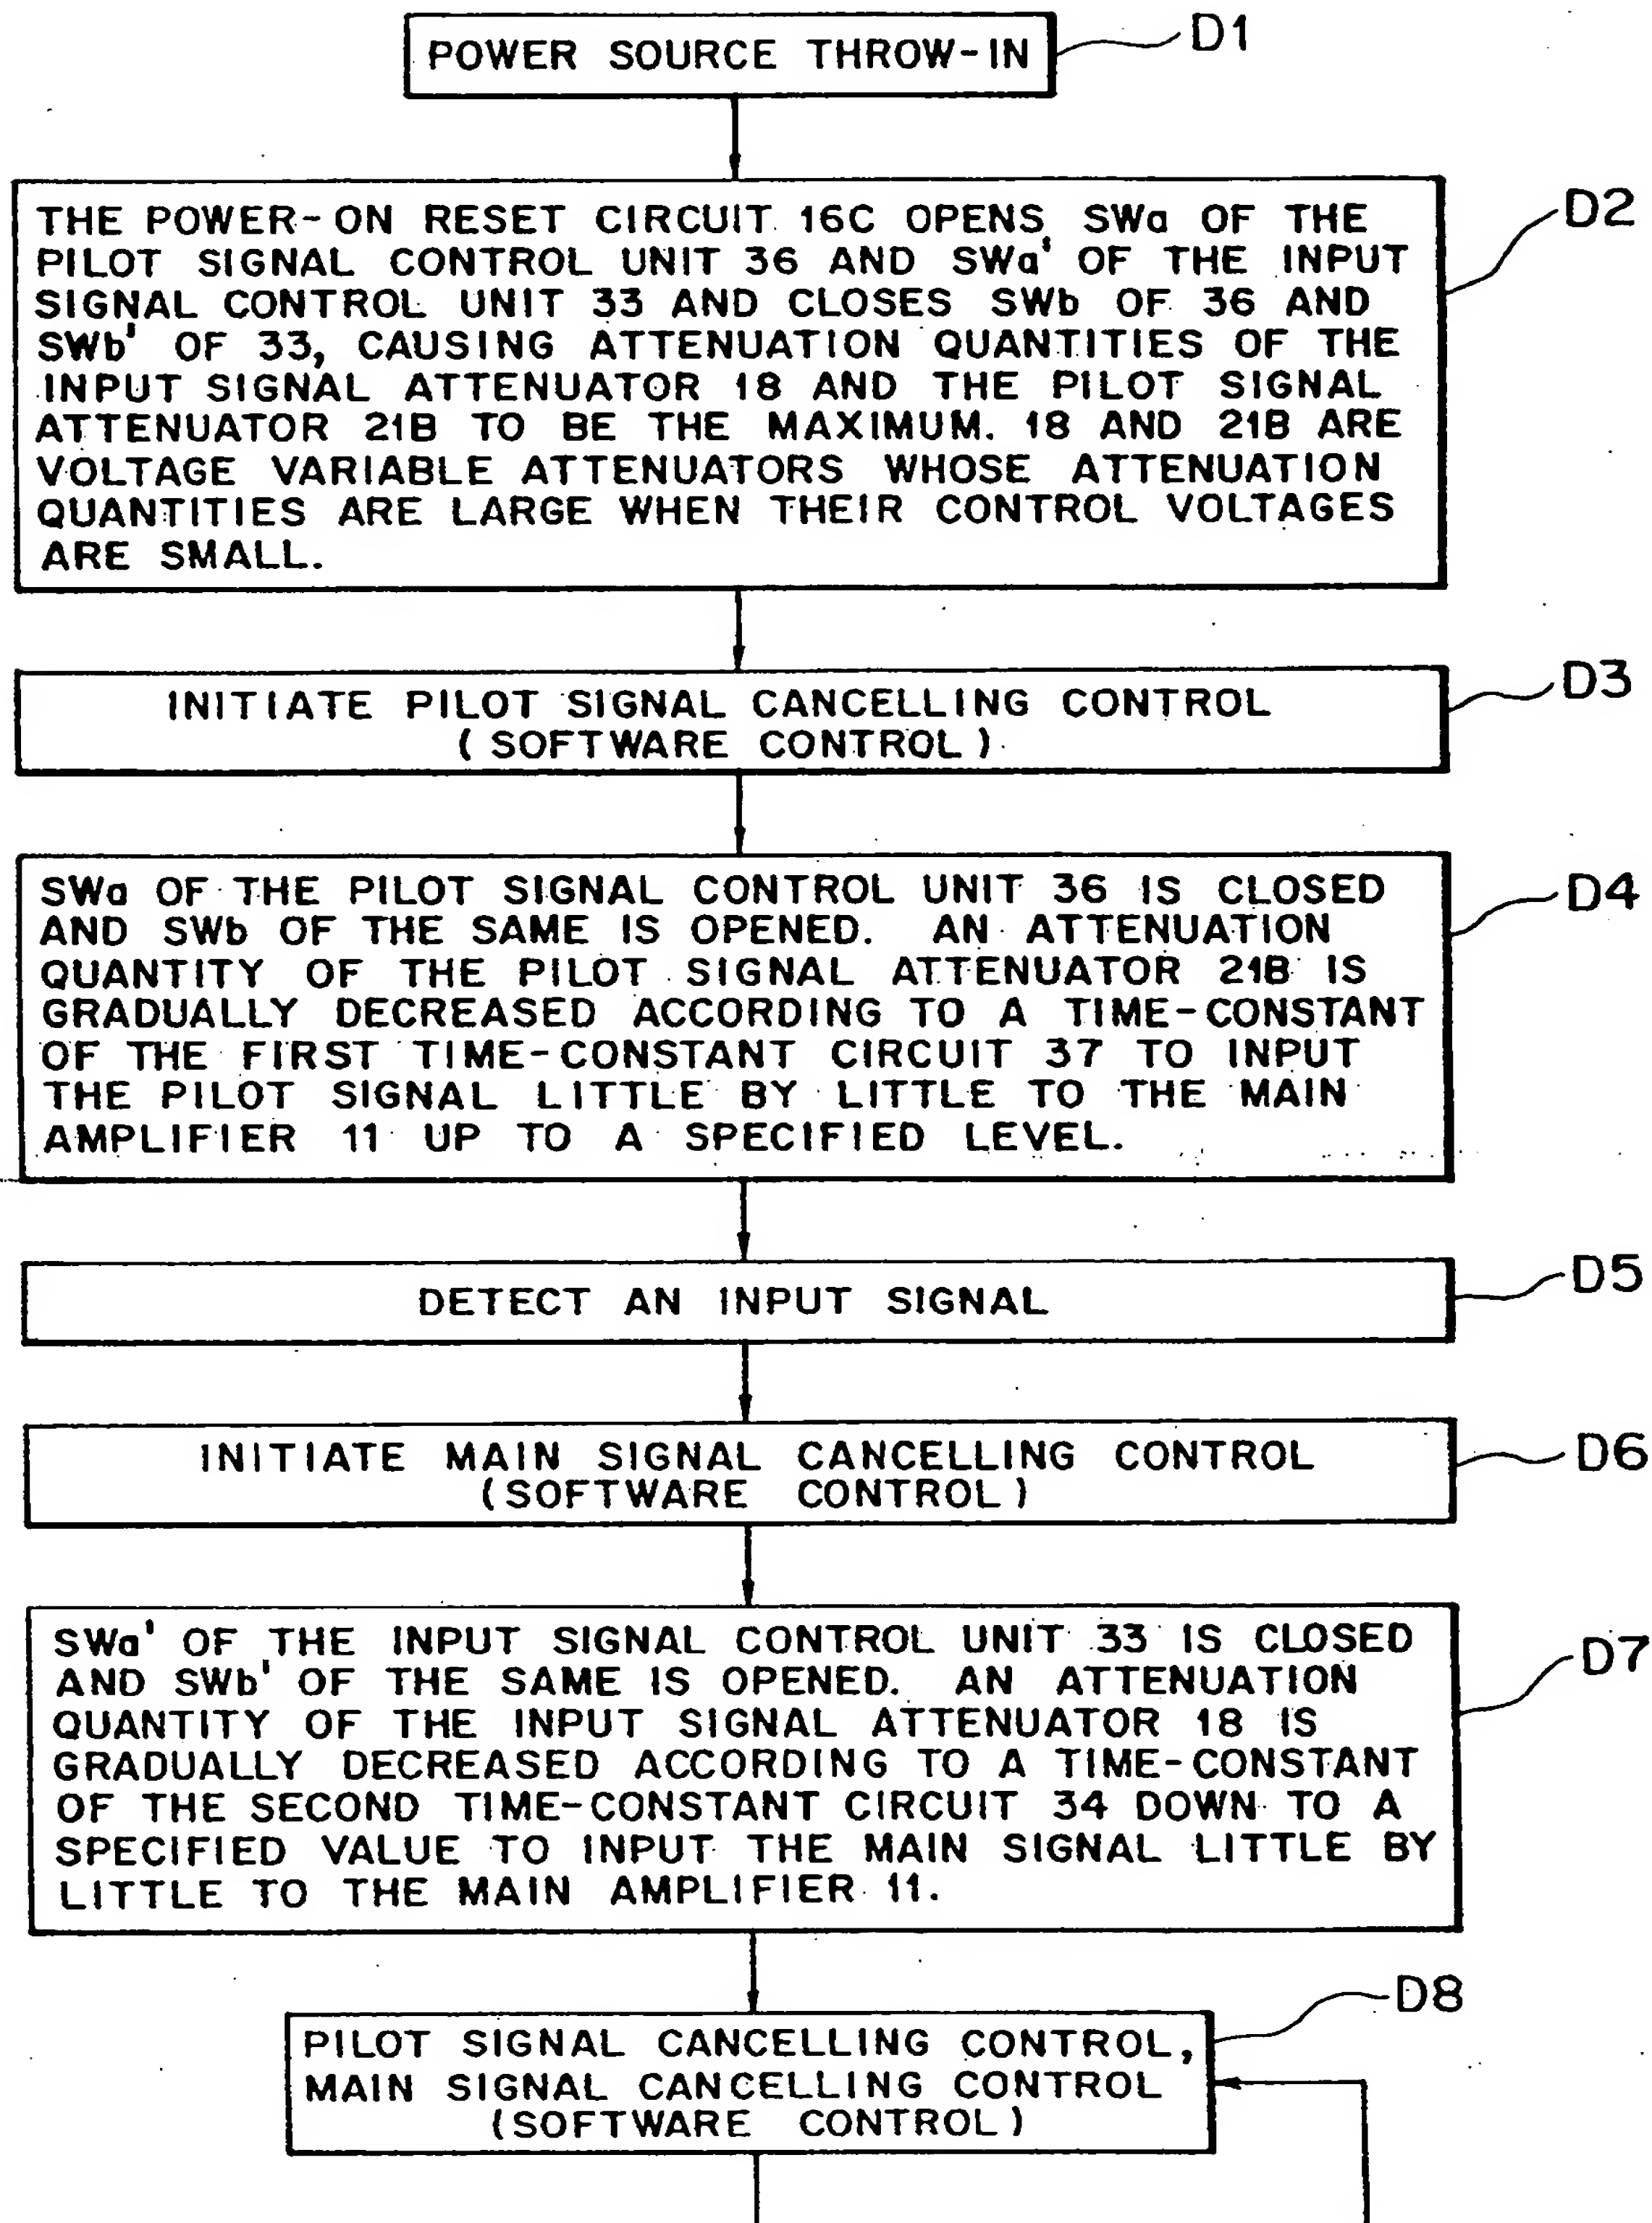 POWER SOURCE THROW-IN
D1
THE POWER-ON RESET CIRCUIT 16C OPENS SWa OF THE
PILOT SIGNAL CONTROL UNIT 36 AND SWa' OF THE INPUT
SIGNAL CONTROL UNIT 33 AND CLOSES SWb OF 36 AND
SWb' OF 33, CAUSING ATTENUATION QUANTITIES OF THE
INPUT SIGNAL ATTENUATOR 18 AND THE PILOT SIGNAL
ATTENUATOR 21B TO BE THE MAXIMUM. 18 AND 21B ARE
VOLTAGE VARIABLE ATTENUATORS WHOSE ATTENUATION
QUANTITIES ARE LARGE WHEN THEIR CONTROL VOLTAGES
ARE SMALL.
D2
INITIATE PILOT SIGNAL CANCELLING CONTROL
(SOFTWARE CONTROL)
D3
SWa OF THE PILOT SIGNAL CONTROL UNIT 36 IS CLOSED
AND SWb OF THE SAME IS OPENED. AN ATTENUATION
QUANTITY OF THE PILOT SIGNAL ATTENUATOR 21B IS
GRADUALLY DECREASED ACCORDING TO A TIME-CONSTANT
OF THE FIRST TIME-CONSTANT CIRCUIT 37 TO INPUT
THE PILOT SIGNAL LITTLE BY LITTLE TO THE MAIN
AMPLIFIER 11 UP TO A SPECIFIED LEVEL.
D4
DETECT AN INPUT SIGNAL
D5
INITIATE MAIN SIGNAL CANCELLING CONTROL
(SOFTWARE CONTROL)
D6
SWa' OF THE INPUT SIGNAL CONTROL UNIT 33 IS CLOSED
AND SWb' OF THE SAME IS OPENED. AN ATTENUATION
QUANTITY OF THE INPUT SIGNAL ATTENUATOR 18 IS
GRADUALLY DECREASED ACCORDING TO A TIME-CONSTANT
OF THE SECOND TIME-CONSTANT CIRCUIT 34 DOWN TO A
SPECIFIED VALUE TO INPUT THE MAIN SIGNAL LITTLE BY
LITTLE TO THE MAIN AMPLIFIER 11.
D7
PILOT SIGNAL CANCELLING CONTROL,
MAIN SIGNAL CANCELLING CONTROL
(SOFTWARE CONTROL)
D8